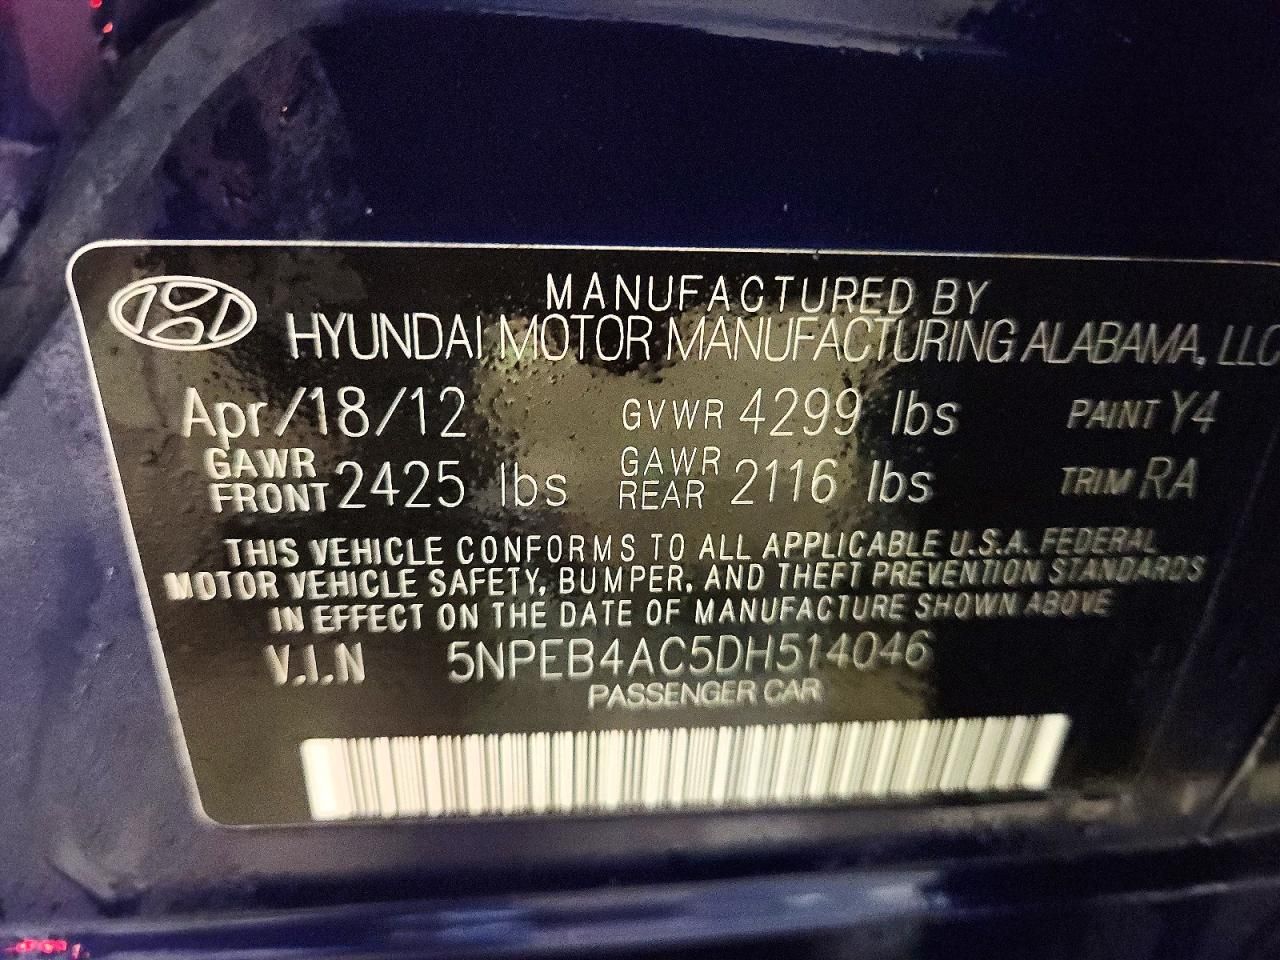 MANUFACTURED BY
HYUNDAI MOTOR MANUFACTURING ALABAMA, LLC
Apr/18/12 GVWR 4299 lbs PAINT Y4
GAWR FRONT 2425 lbs GAWR REAR 2116 lbs TRIM RA
THIS VEHICLE CONFORMS TO ALL APPLICABLE U.S.A. FEDERAL
MOTOR VEHICLE SAFETY, BUMPER, AND THEFT PREVENTION STANDARDS
IN EFFECT ON THE DATE OF MANUFACTURE SHOWN ABOVE
V.I.N 5NPEB4AC5DH514046
PASSENGER CAR